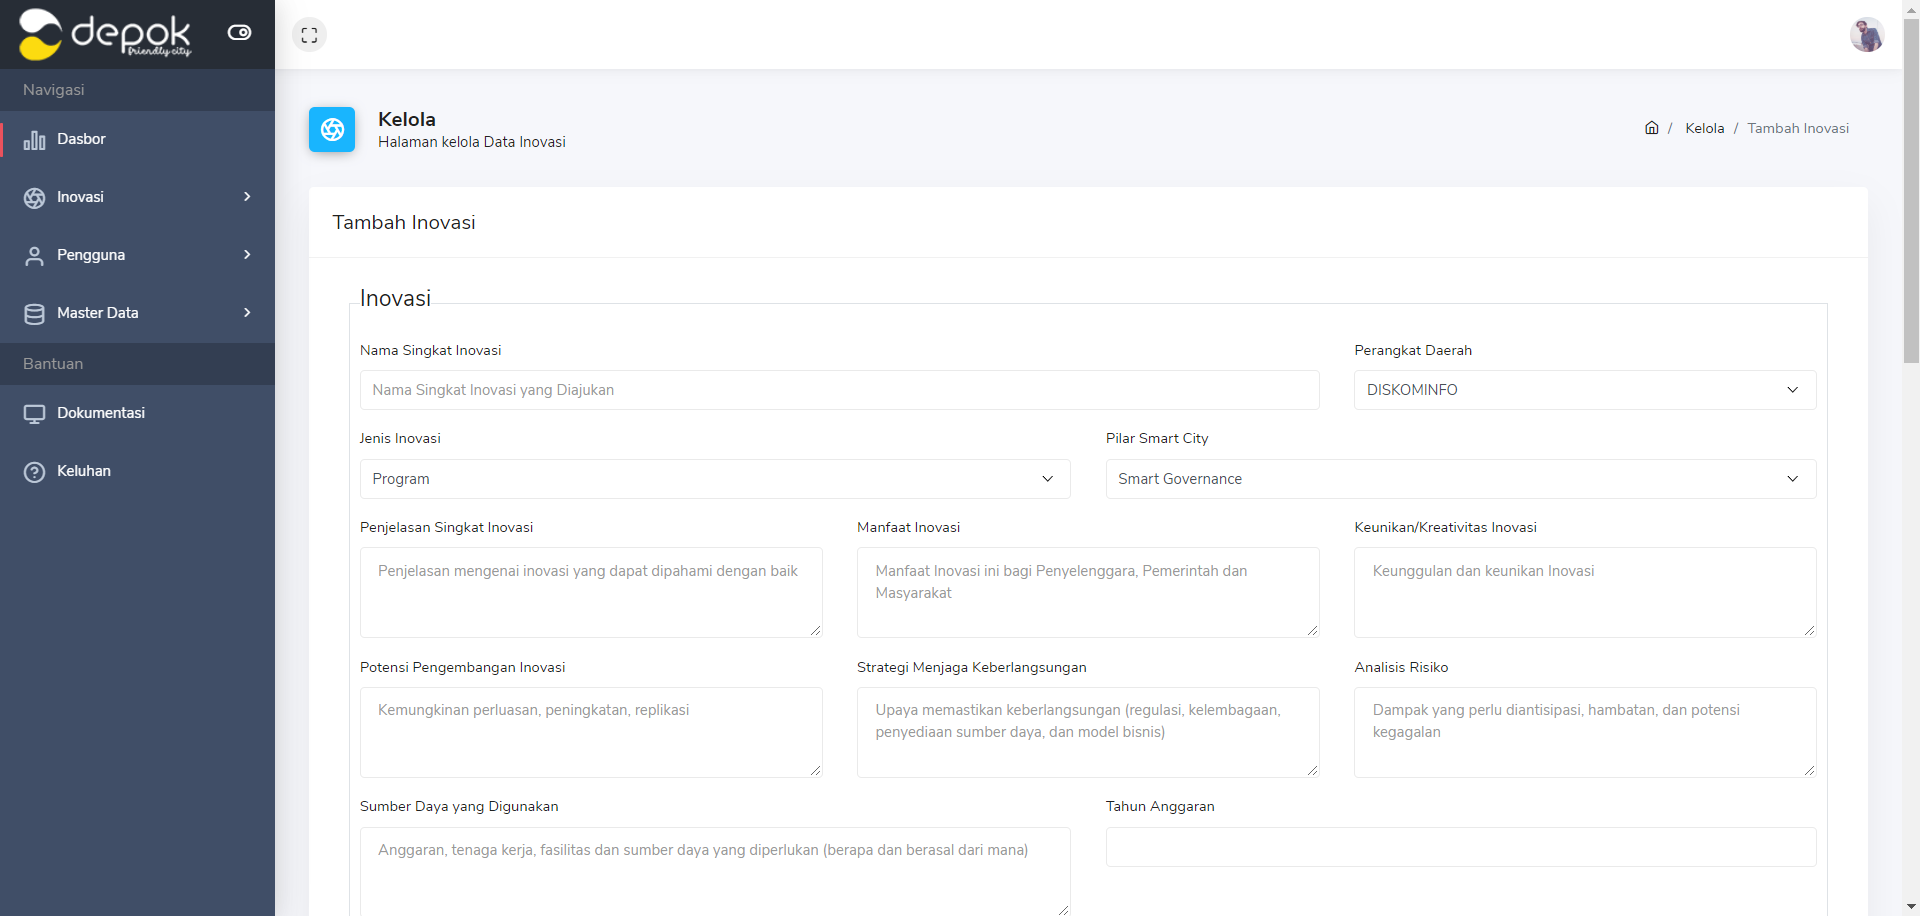 depok
friendly city
Navigasi
Dasbor
Inovasi
Pengguna
Master Data
Bantuan
Dokumentasi
Keluhan
Kelola
Halaman kelola Data Inovasi
/ Kelola / Tambah Inovasi
Tambah Inovasi
Inovasi
Nama Singkat Inovasi
Nama Singkat Inovasi yang Diajukan
Perangkat Daerah
DISKOMINFO
Jenis Inovasi
Program
Pilar Smart City
Smart Governance
Penjelasan Singkat Inovasi
Penjelasan mengenai inovasi yang dapat dipahami dengan baik
Manfaat Inovasi
Manfaat Inovasi ini bagi Penyelenggara, Pemerintah dan
Masyarakat
Keunikan/Kreativitas Inovasi
Keunggulan dan keunikan Inovasi
Potensi Pengembangan Inovasi
Kemungkinan perluasan, peningkatan, replikasi
Strategi Menjaga Keberlangsungan
Upaya memastikan keberlangsungan (regulasi, kelembagaan,
penyediaan sumber daya, dan model bisnis)
Analisis Risiko
Dampak yang perlu diantisipasi, hambatan, dan potensi
kegagalan
Sumber Daya yang Digunakan
Anggaran, tenaga kerja, fasilitas dan sumber daya yang diperlukan (berapa dan berasal dari mana)
Tahun Anggaran